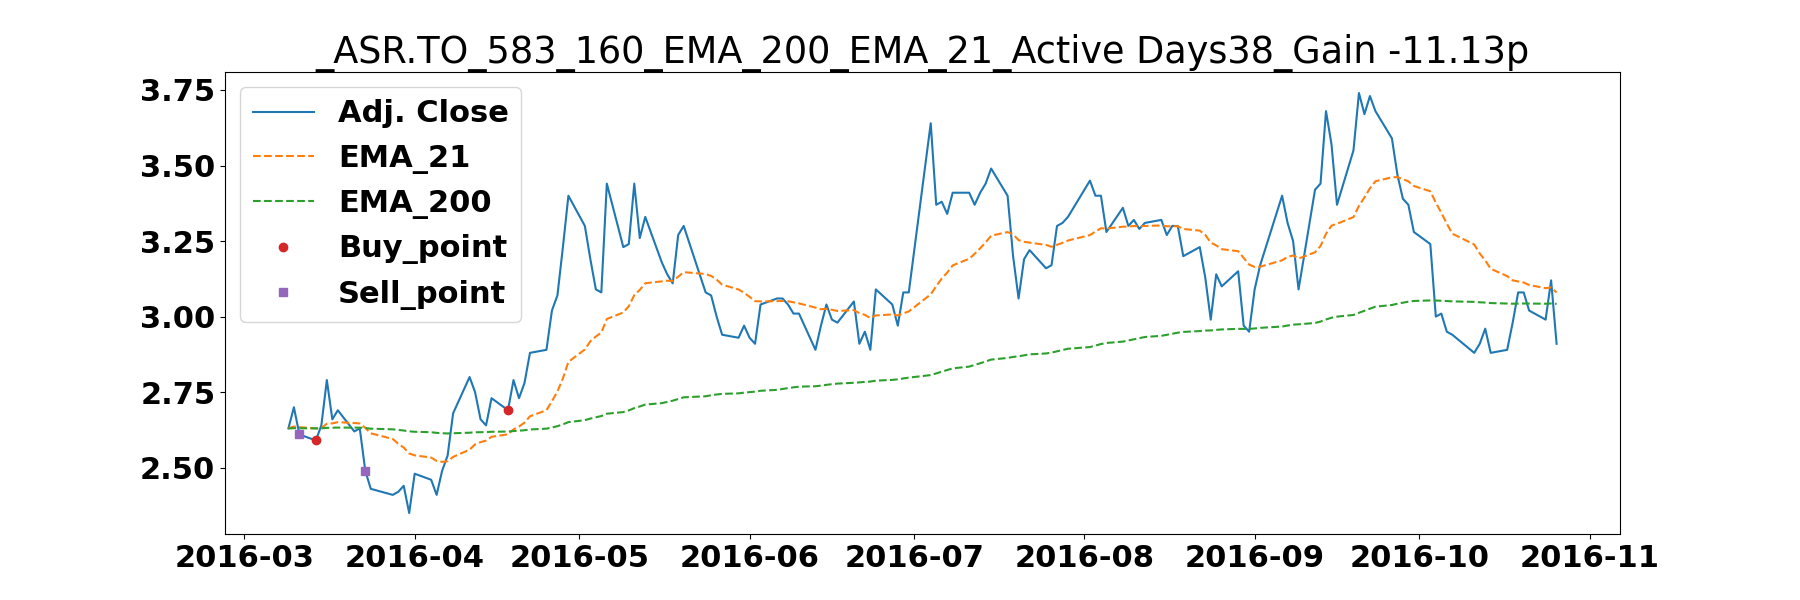 _ASR.TO_583_160_EMA_200_EMA_21_Active Days38_Gain -11.13p
3.75
3.50
3.25
3.00
2.75
2.50
Adj. Close
EMA_21
EMA_200
Buy_point
Sell_point
2016-03 2016-04 2016-05 2016-06 2016-07 2016-08 2016-09 2016-10 2016-11